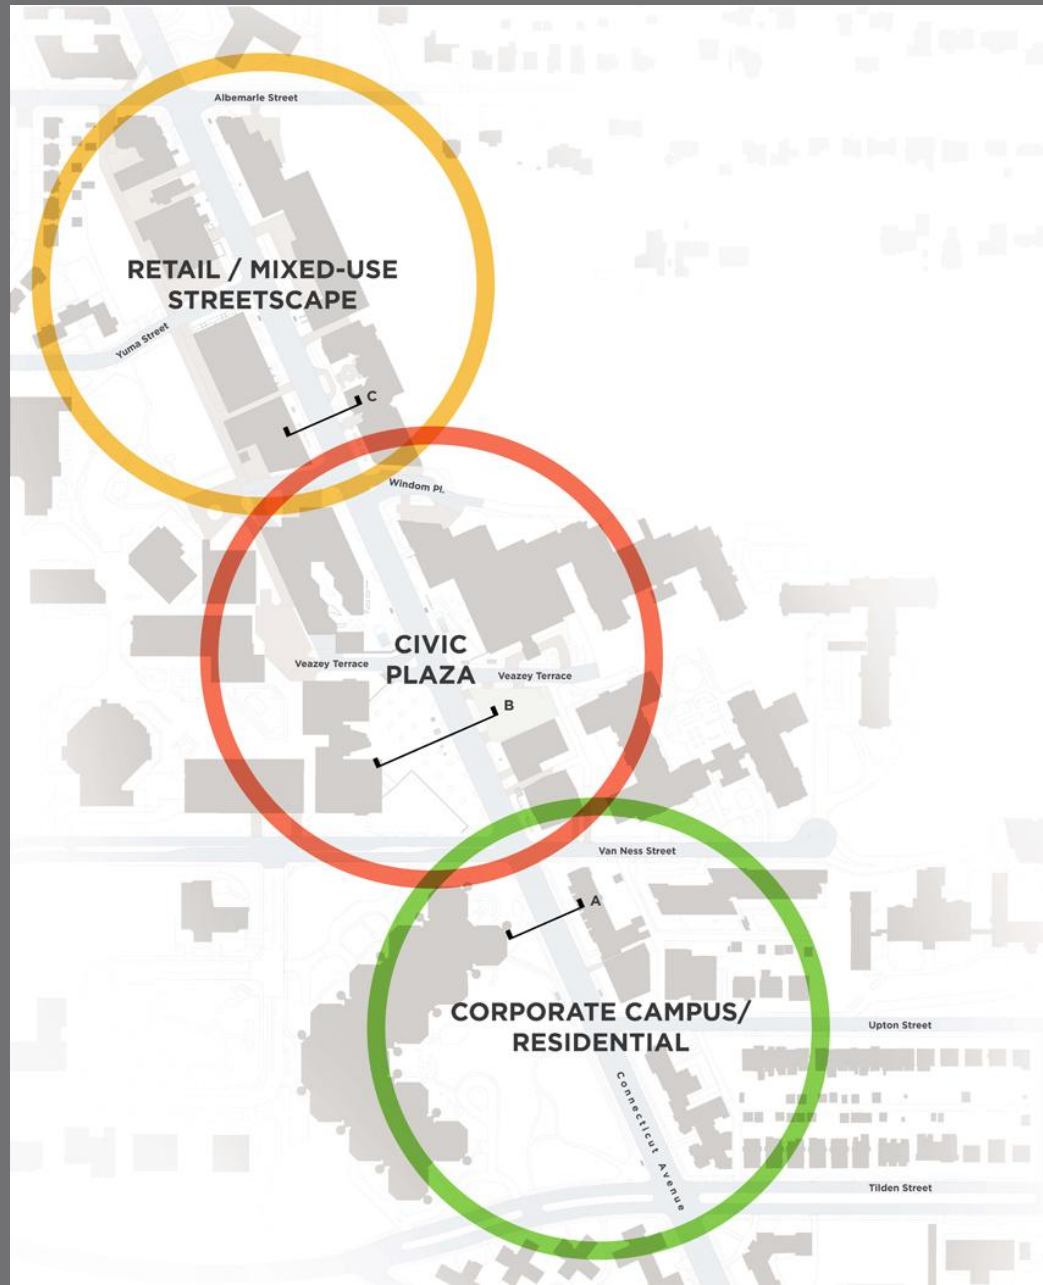 Albemarle Street
RETAIL / MIXED-USE
STREETSCAPE
Yuma Street
C
Windom Pl.
CIVIC
PLAZA
Veazey Terrace
Veazey Terrace
B
Van Ness Street
A
CORPORATE CAMPUS/
RESIDENTIAL
Upton Street
Connecticut Avenue
Tilden Street